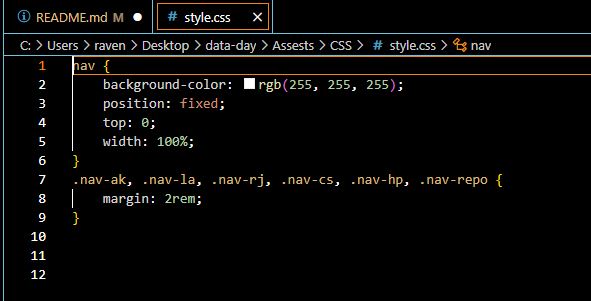 README.md M
# style.css
C: > Users > raven > Desktop > data-day > Assests > CSS > # style.css > nav
1 nav {
2 background-color: rgb(255, 255, 255);
3 position: fixed;
4 top: 0;
5 width: 100%;
6 }
7 .nav-ak, .nav-la, .nav-rj, .nav-cs, .nav-hp, .nav-repo {
8 margin: 2rem;
9 }
10
11
12